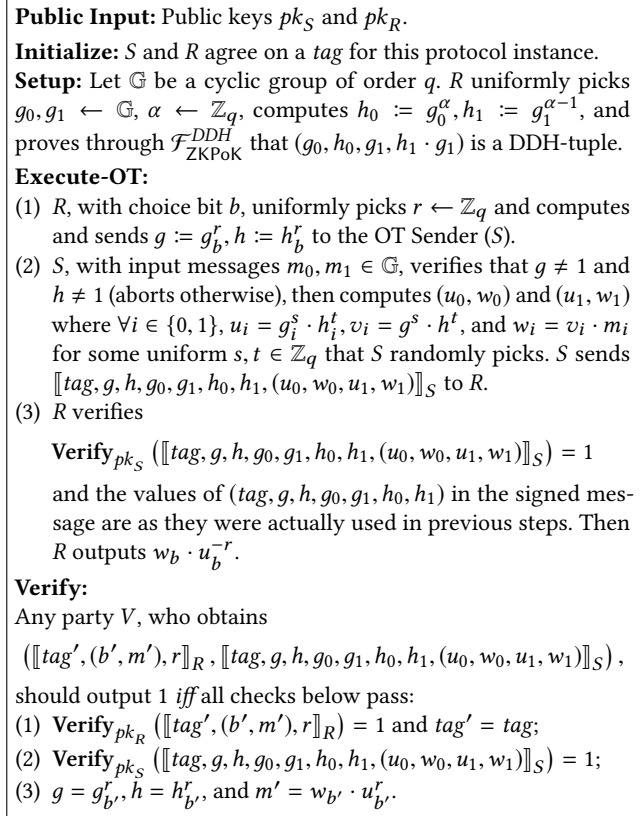 Public Input: Public keys pk_S and pk_R.
Initialize: S and R agree on a tag for this protocol instance.
Setup: Let 𝔾 be a cyclic group of order q. R uniformly picks
g_0, g_1 ← 𝔾, α ← ℤ_q, computes h_0 := g_0^α, h_1 := g_1^{α−1}, and
proves through ℱ_{ZKPoK}^{DDH} that (g_0, h_0, g_1, h_1 · g_1) is a DDH-tuple.
Execute-OT:
(1) R, with choice bit b, uniformly picks r ← ℤ_q and computes
and sends g := g_b^r, h := h_b^r to the OT Sender (S).
(2) S, with input messages m_0, m_1 ∈ 𝔾, verifies that g ≠ 1 and
h ≠ 1 (aborts otherwise), then computes (u_0, w_0) and (u_1, w_1)
where ∀i ∈ {0, 1}, u_i = g_i^s · h_i^t, v_i = g^s · h^t, and w_i = v_i · m_i
for some uniform s, t ∈ ℤ_q that S randomly picks. S sends
⟦tag, g, h, g_0, g_1, h_0, h_1, (u_0, w_0, u_1, w_1)⟧_S to R.
(3) R verifies
Verify_{pk_S} (⟦tag, g, h, g_0, g_1, h_0, h_1, (u_0, w_0, u_1, w_1)⟧_S) = 1
and the values of (tag, g, h, g_0, g_1, h_0, h_1) in the signed mes-
sage are as they were actually used in previous steps. Then
R outputs w_b · u_b^{−r}.
Verify:
Any party V, who obtains
(⟦tag′, (b′, m′), r⟧_R , ⟦tag, g, h, g_0, g_1, h_0, h_1, (u_0, w_0, u_1, w_1)⟧_S) ,
should output 1 iff all checks below pass:
(1) Verify_{pk_R} (⟦tag′, (b′, m′), r⟧_R) = 1 and tag′ = tag;
(2) Verify_{pk_S} (⟦tag, g, h, g_0, g_1, h_0, h_1, (u_0, w_0, u_1, w_1)⟧_S) = 1;
(3) g = g_{b′}^r, h = h_{b′}^r, and m′ = w_{b′} · u_{b′}^r.